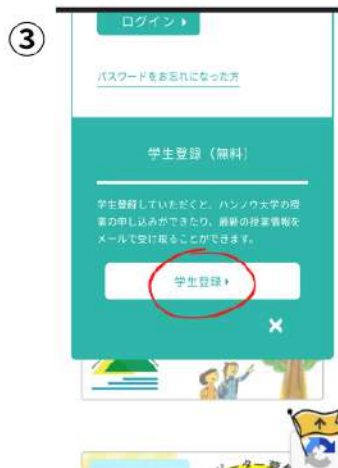 ③
ログイン
パスワードをお忘れになった方
学生登録（無料）
学生登録していただくと、ハンノウ大学の授
業の申し込みができたり、最新の授業情報を
メールで受け取ることができます。
学生登録
×